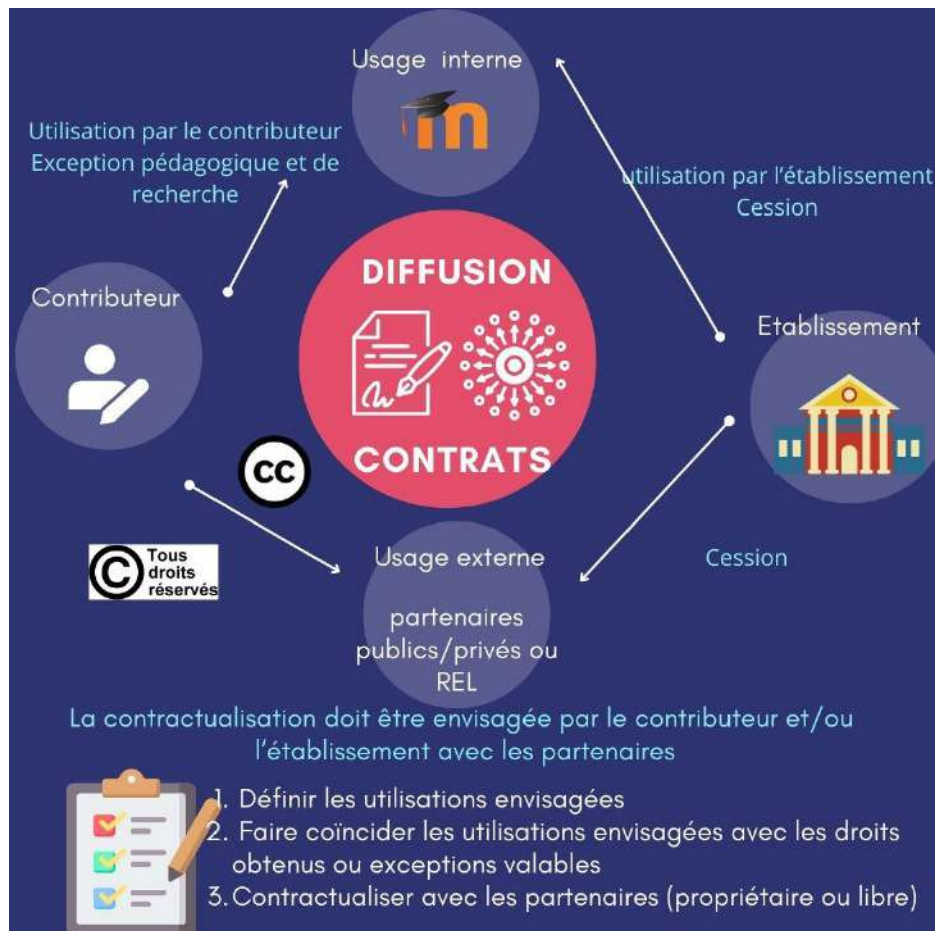 Usage interne
m
Utilisation par le contributeur
Exception pédagogique et de
recherche
utilisation par l'établissement
Cession
DIFFUSION
Contributeur
Etablissement
CONTRATS
cc
C Tous
droits
réservés
Usage externe
Cession
partenaires
publics/privés ou
REL
La contractualisation doit être envisagée par le contributeur et/ou
l'établissement avec les partenaires
1. Définir les utilisations envisagées
2. Faire coïncider les utilisations envisagées avec les droits
obtenus ou exceptions valables
3. Contractualiser avec les partenaires (propriétaire ou libre)